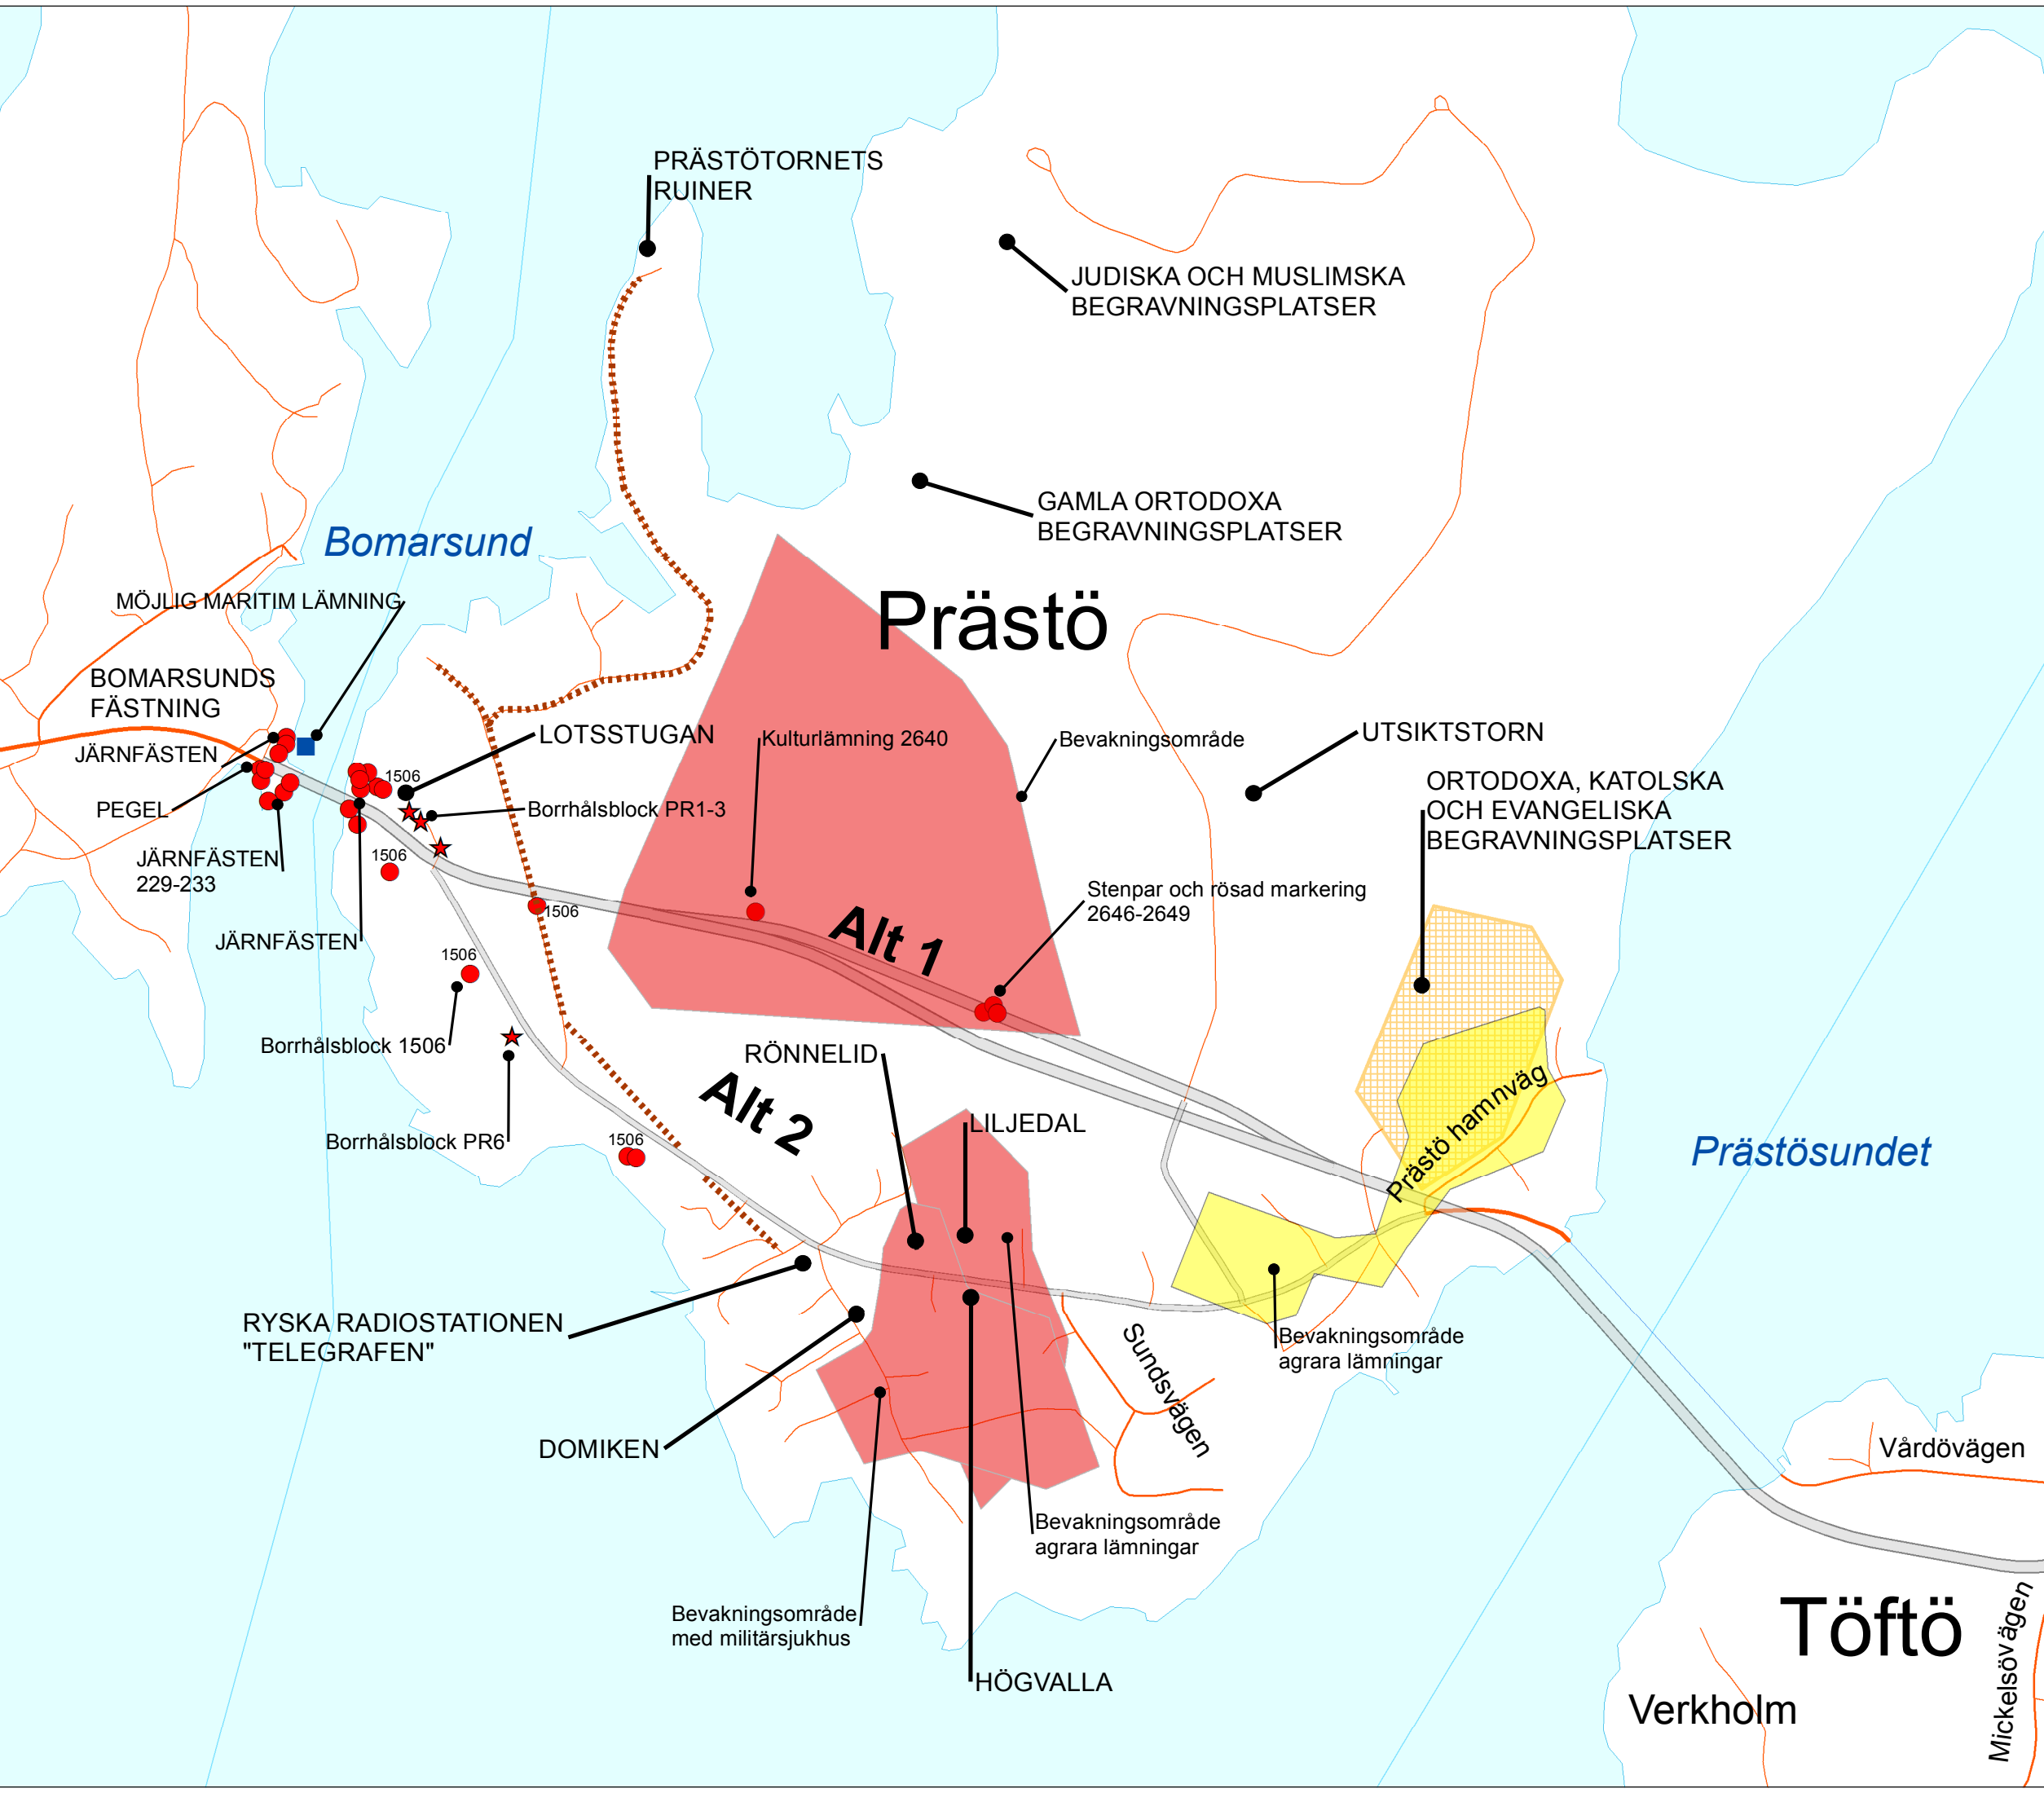 PRÄSTÖTORNETS
RUINER
JUDISKA OCH MUSLIMSKA
BEGRAVNINGSPLATSER
GAMLA ORTODOXA
BEGRAVNINGSPLATSER
Bomarsund
MÖJLIG MARITIM LÄMNING
Prästö
BOMARSUNDS
FÄSTNING
JÄRNFÄSTEN
LOTSSTUGAN
Kulturlämning 2640
Bevakningsområde
UTSIKTSTORN
ORTODOXA, KATOLSKA
OCH EVANGELISKA
BEGRAVNINGSPLATSER
1506
PEGEL
Borrhålsblock PR1-3
JÄRNFÄSTEN
229-233
1506
Stenpar och rösad markering
2646-2649
1506
JÄRNFÄSTEN
Alt 1
1506
Borrhålsblock 1506
RÖNNELID
Alt 2
LILJEDAL
Prästö hamnväg
Borrhålsblock PR6
1506
Prästösundet
RYSKA RADIOSTATIONEN
"TELEGRAFEN"
Sundsvägen
Bevakningsområde
agrara lämningar
DOMIKEN
Vårdövägen
Bevakningsområde
agrara lämningar
Bevakningsområde
med militärsjukhus
Töftö
HÖGVALLA
Verkholm
Mickelsövägen